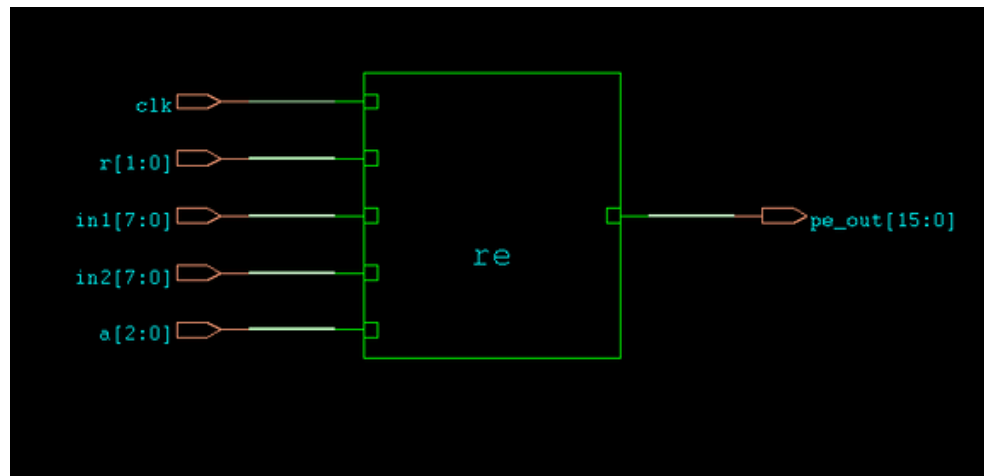 clk
r[1:0]
in1[7:0]
pe_out[15:0]
re
in2[7:0]
a[2:0]